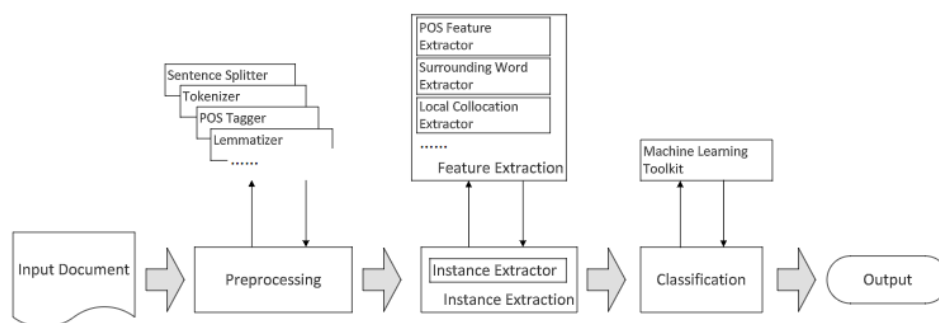 POS Feature
Extractor
Surrounding Word
Extractor
Local Collocation
Extractor
......
Feature Extraction
Sentence Splitter
Tokenizer
POS Tagger
Lemmatizer
......
Machine Learning
Toolkit
Input Document
Preprocessing
Instance Extractor
Instance Extraction
Classification
Output